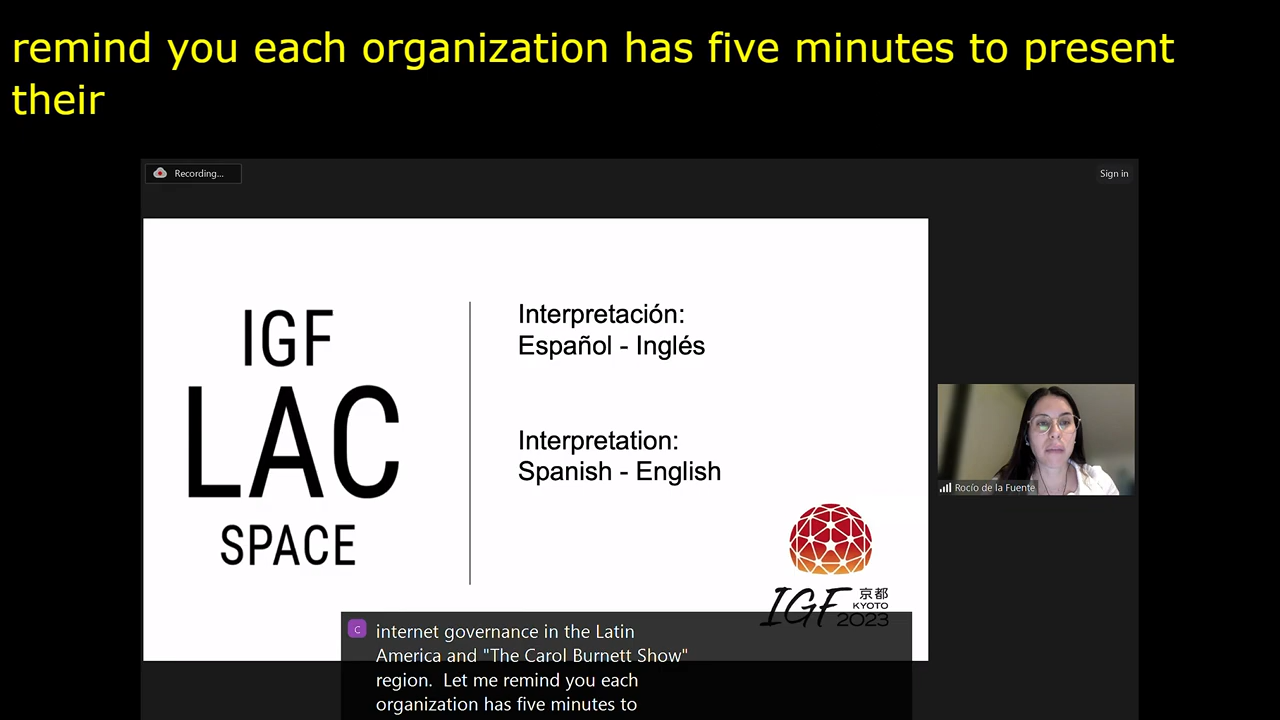 remind you each organization has five minutes to present
their
Recording...
Sign in
IGF
LAC
SPACE
Interpretación:
Español - Inglés
Interpretation:
Spanish - English
Rocío de la Fuente
IGF 京都
KYOTO
2023
C
internet governance in the Latin
America and "The Carol Burnett Show"
region. Let me remind you each
organization has five minutes to